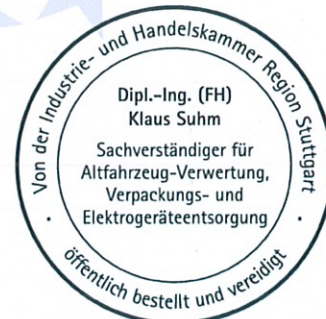 Von der Industrie- und Handelskammer Region Stuttgart
Dipl.-Ing. (FH)
Klaus Suhm
Sachverständiger für
Altfahrzeug-Verwertung,
Verpackungs- und
Elektrogeräteentsorgung
öffentlich bestellt und vereidigt